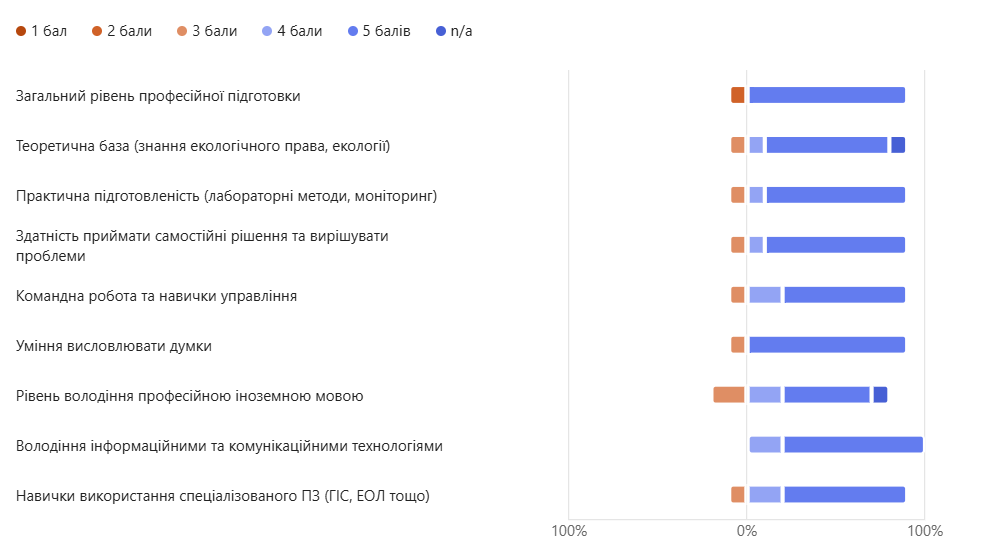 1 бал 2 бали 3 бали 4 бали 5 балів n/a
Загальний рівень професійної підготовки
Теоретична база (знання екологічного права, екології)
Практична підготовленість (лабораторні методи, моніторинг)
Здатність приймати самостійні рішення та вирішувати
проблеми
Командна робота та навички управління
Уміння висловлювати думки
Рівень володіння професійною іноземною мовою
Володіння інформаційними та комунікаційними технологіями
Навички використання спеціалізованого ПЗ (ГІС, ЕОЛ тощо)
100% 0% 100%